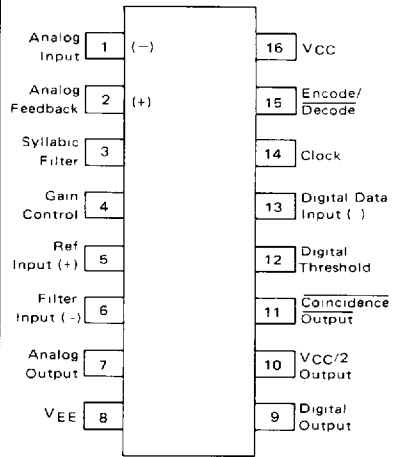 Analog
Input
1
(−)
16
VCC
Analog
Feedback
2
(+)
15
Encode/
Decode
Syllabic
Filter
3
14
Clock
Gain
Control
4
13
Digital Data
Input ( )
Ref
Input (+)
5
12
Digital
Threshold
Filter
Input (-)
6
11
Coincidence
Output
Analog
Output
7
10
VCC/2
Output
VEE
8
9
Digital
Output